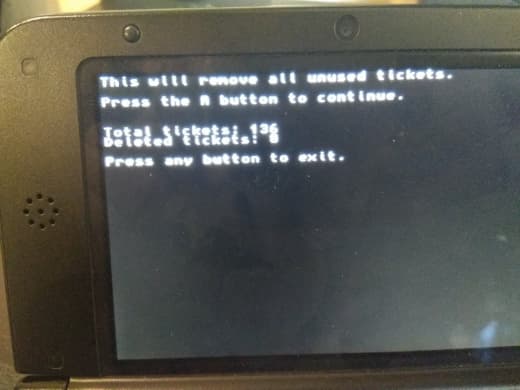 This will remove all unused tickets.
Press the A button to continue.
Total tickets: 136
Deleted tickets: 0
Press any button to exit.